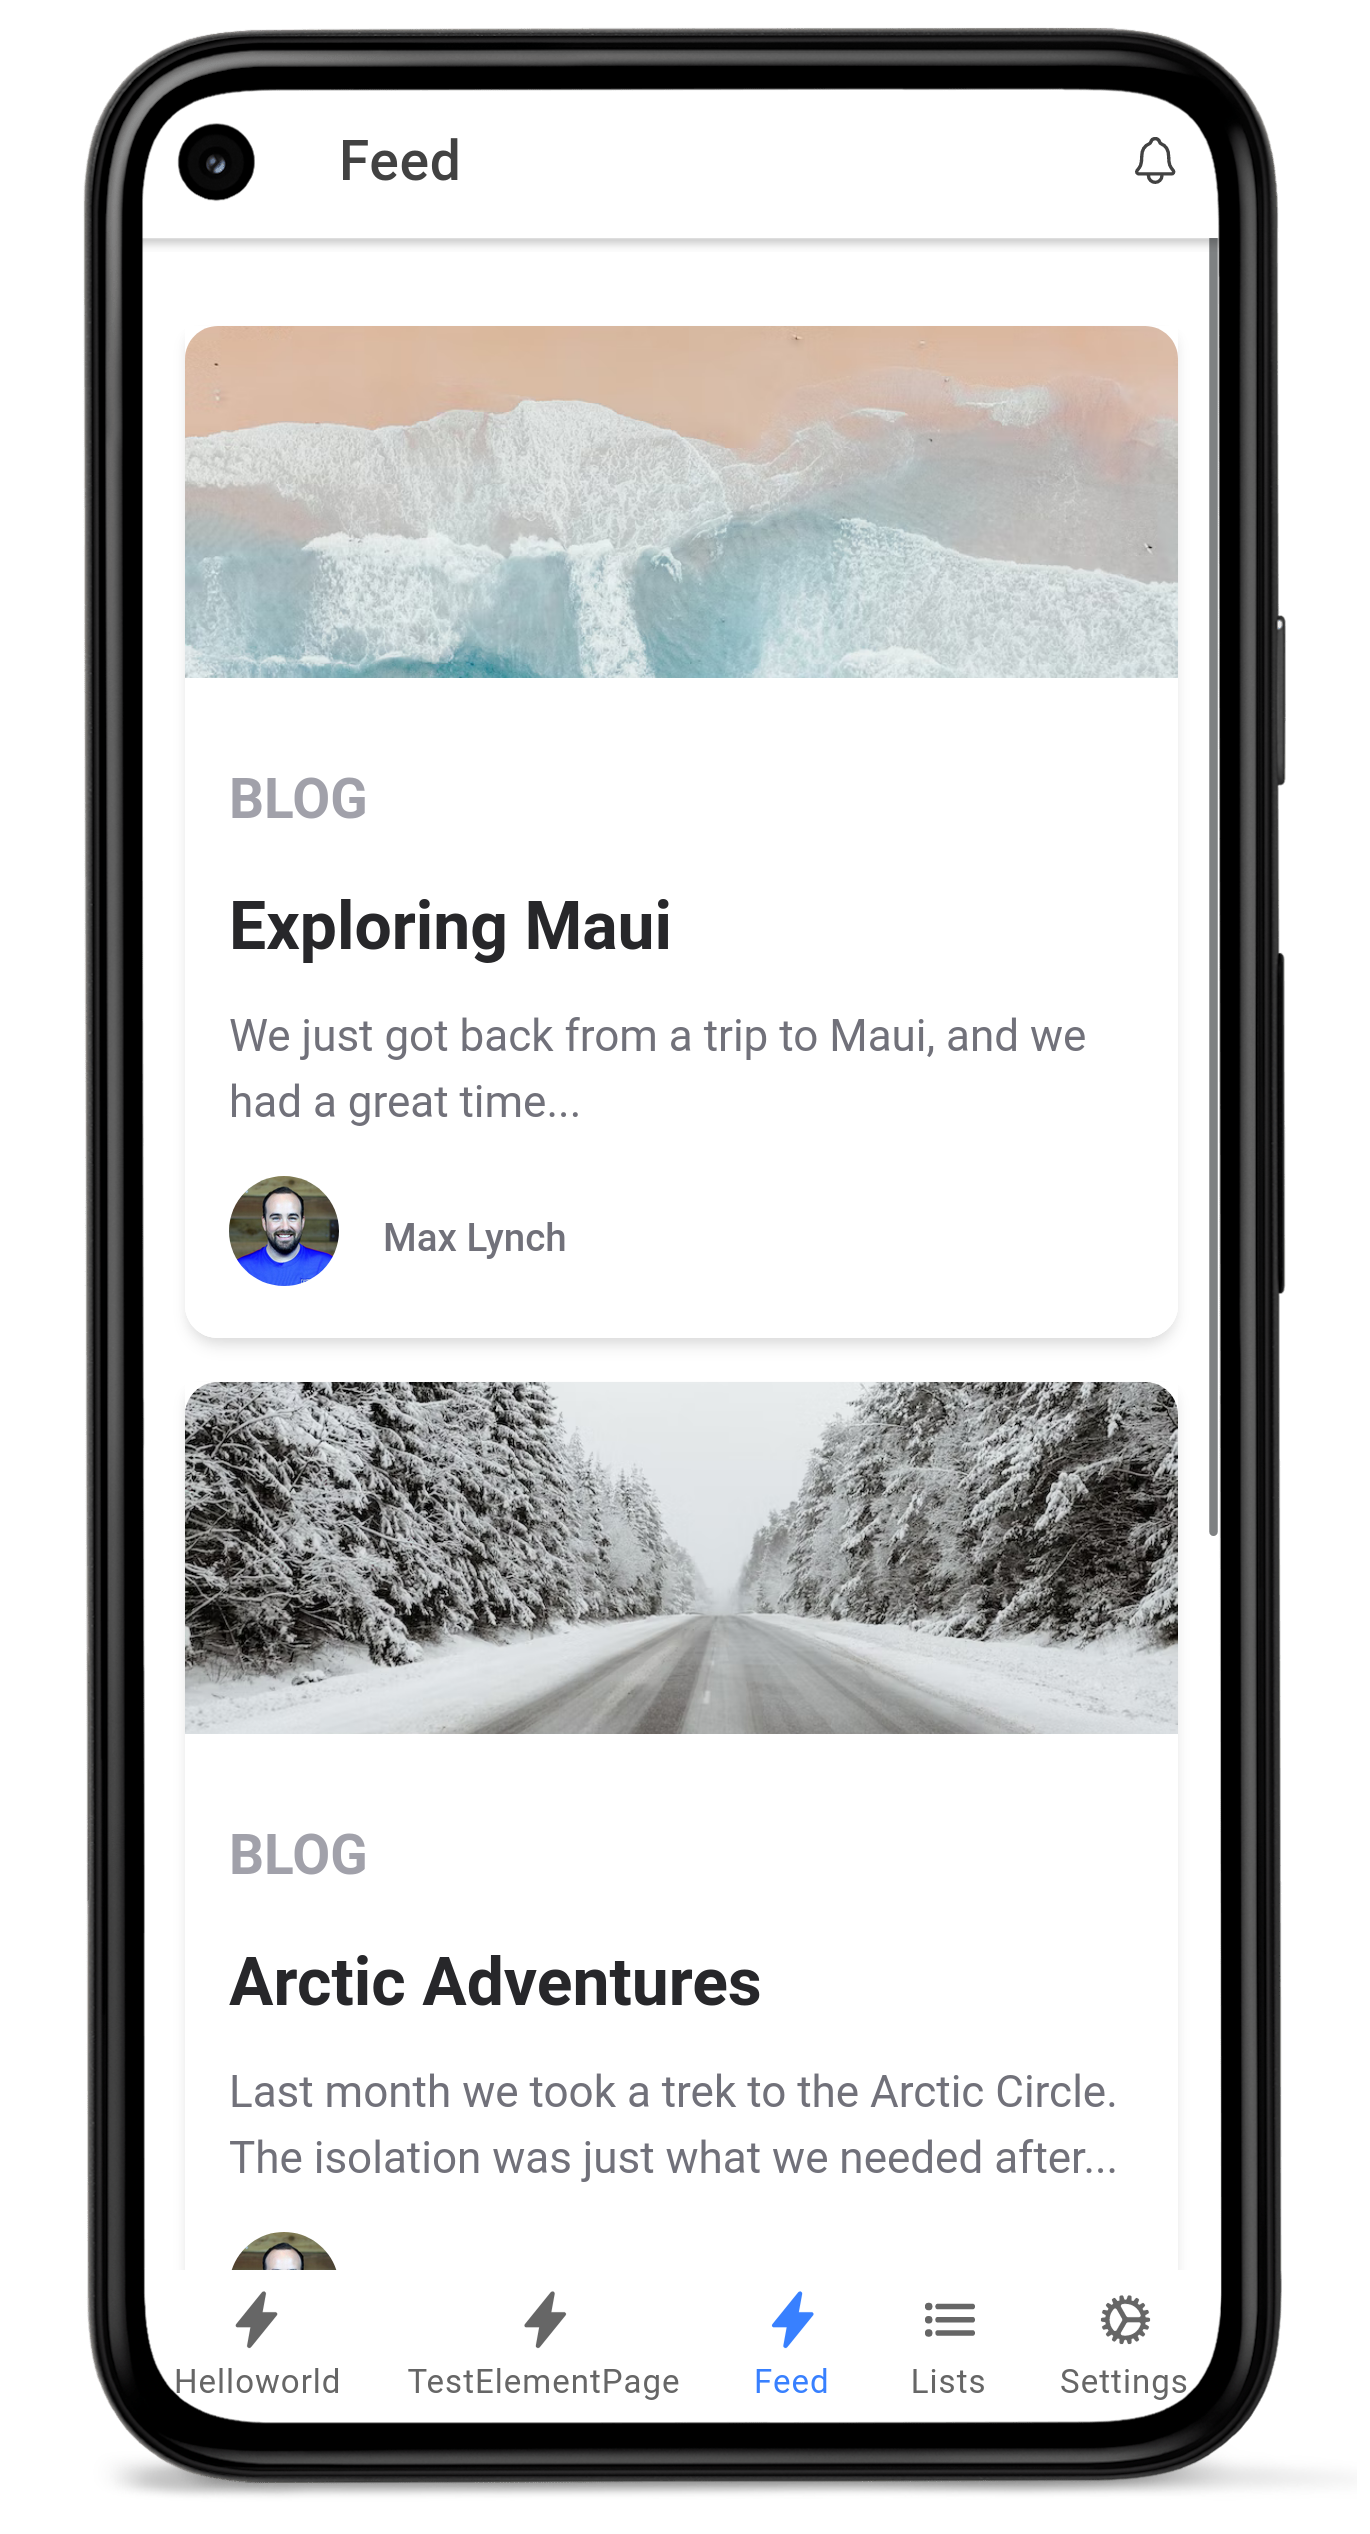 Feed
BLOG
Exploring Maui
We just got back from a trip to Maui, and we
had a great time...
Max Lynch
BLOG
Arctic Adventures
Last month we took a trek to the Arctic Circle.
The isolation was just what we needed after...
Helloworld TestElementPage Feed Lists Settings